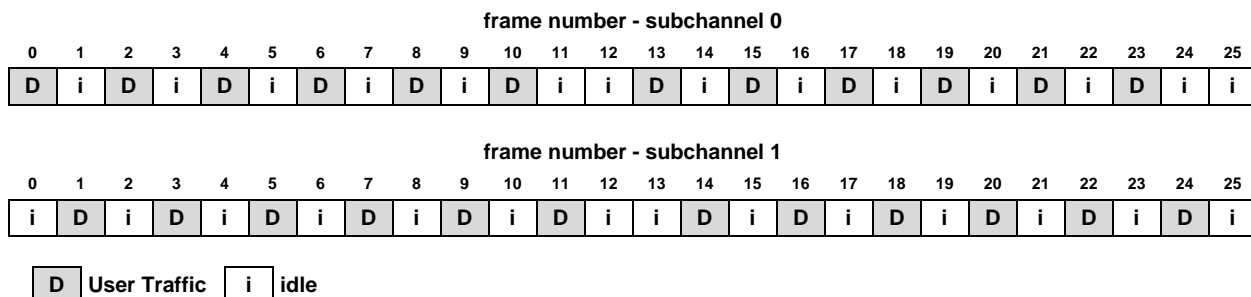 frame number - subchannel 0
0 1 2 3 4 5 6 7 8 9 10 11 12 13 14 15 16 17 18 19 20 21 22 23 24 25
D i D i D i D i D i D i i D i D i D i D i D i D i i
frame number - subchannel 1
0 1 2 3 4 5 6 7 8 9 10 11 12 13 14 15 16 17 18 19 20 21 22 23 24 25
i D i D i D i D i D i D i i D i D i D i D i D i D i
D User Traffic i idle